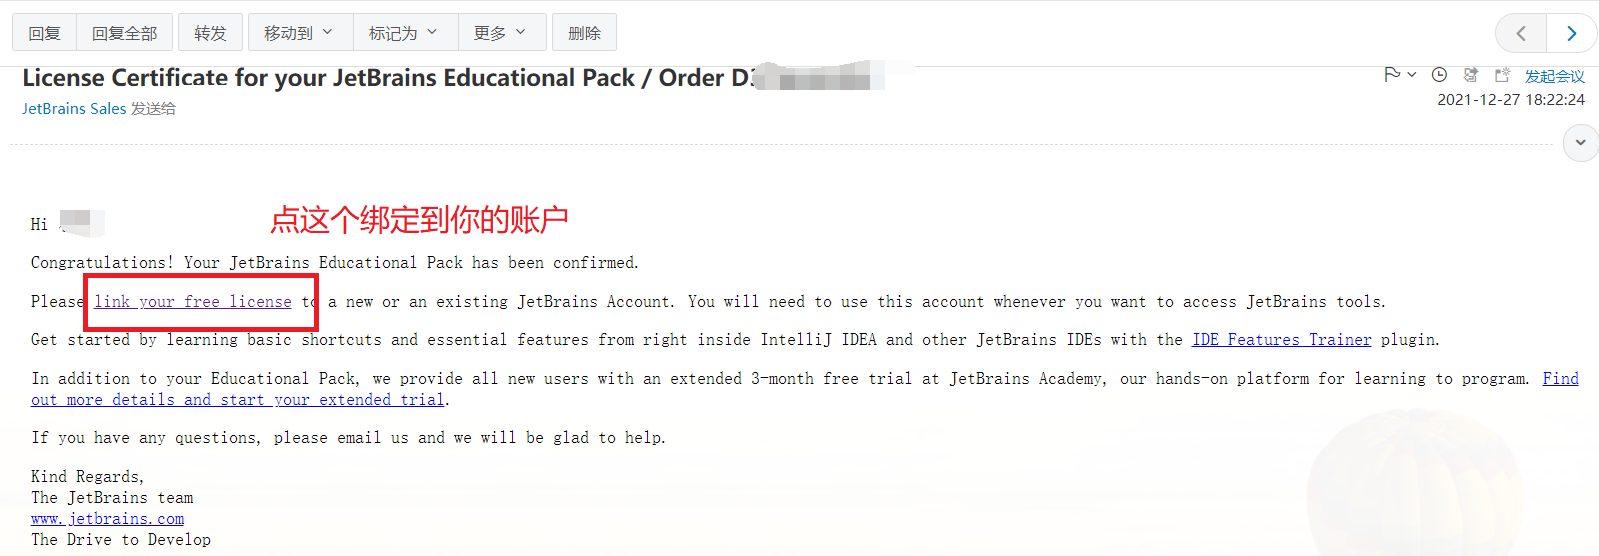 回复 回复全部 转发 移动到 标记为 更多 删除
License Certificate for your JetBrains Educational Pack / Order
发起会议
JetBrains Sales 发送给
2021-12-27 18:22:24
点这个绑定到你的账户
Hi
Congratulations! Your JetBrains Educational Pack has been confirmed.
Please link your free license to a new or an existing JetBrains Account. You will need to use this account whenever you want to access JetBrains tools.
Get started by learning basic shortcuts and essential features from right inside IntelliJ IDEA and other JetBrains IDEs with the IDE Features Trainer plugin.
In addition to your Educational Pack, we provide all new users with an extended 3-month free trial at JetBrains Academy, our hands-on platform for learning to program. Find
out more details and start your extended trial.
If you have any questions, please email us and we will be glad to help.
Kind Regards,
The JetBrains team
www.jetbrains.com
The Drive to Develop